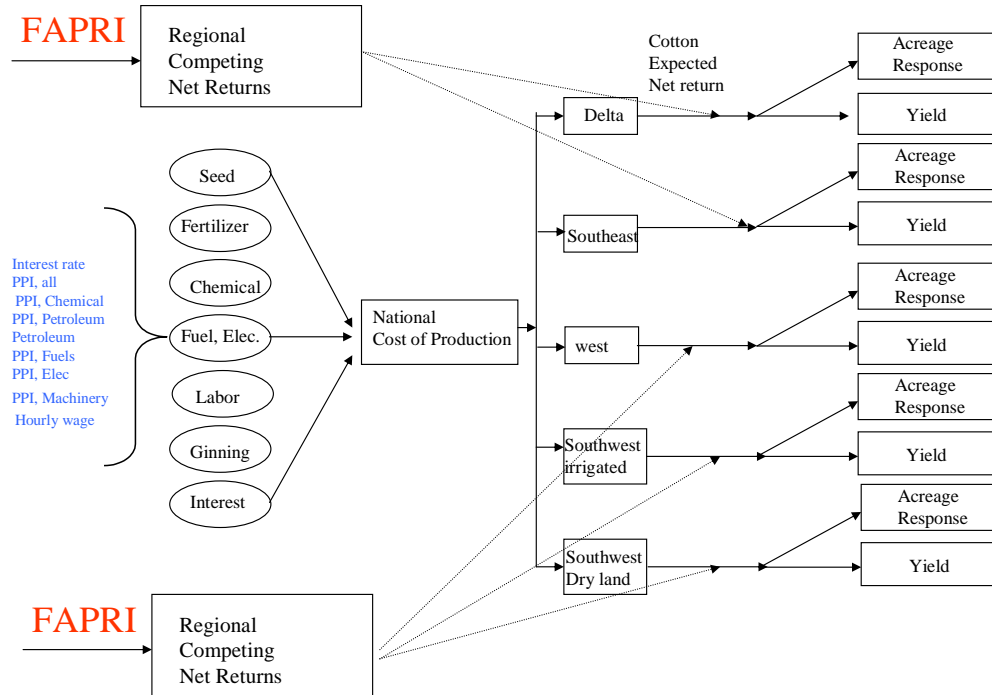 FAPRI
Regional
Competing
Net Returns
Cotton
Expected
Net return
Acreage
Response
Delta
Yield
Seed
Acreage
Response
Fertilizer
Southeast
Yield
Interest rate
PPI, all
PPI, Chemical
PPI, Petroleum
Petroleum
PPI, Fuels
PPI, Elec
PPI, Machinery
Hourly wage
Chemical
Fuel, Elec.
Labor
Ginning
Interest
National
Cost of Production
Acreage
Response
west
Yield
Acreage
Response
Southwest
irrigated
Yield
Acreage
Response
Southwest
Dry land
Yield
FAPRI
Regional
Competing
Net Returns